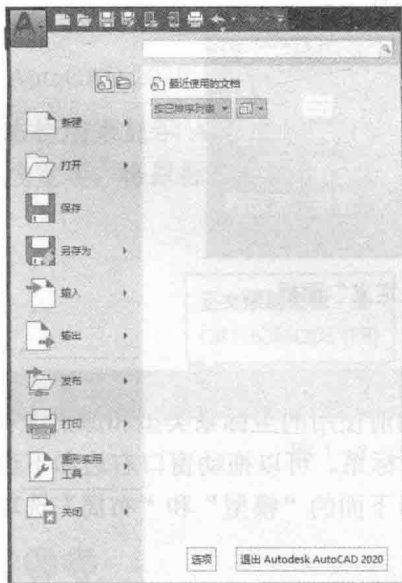 A
最近使用的文档
按已排序列表
新建
打开
保存
另存为
输入
输出
发布
打印
图形实用
工具
关闭
选项
退出 Autodesk AutoCAD 2020